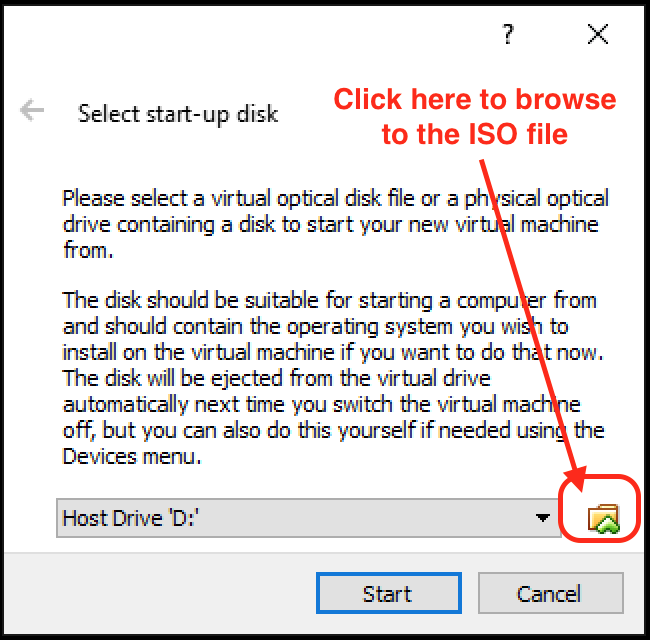 ?
Click here to browse
to the ISO file
Select start-up disk
Please select a virtual optical disk file or a physical optical
drive containing a disk to start your new virtual machine
from.
The disk should be suitable for starting a computer from
and should contain the operating system you wish to
install on the virtual machine if you want to do that now.
The disk will be ejected from the virtual drive
automatically next time you switch the virtual machine
off, but you can also do this yourself if needed using the
Devices menu.
Host Drive 'D:'
Start Cancel